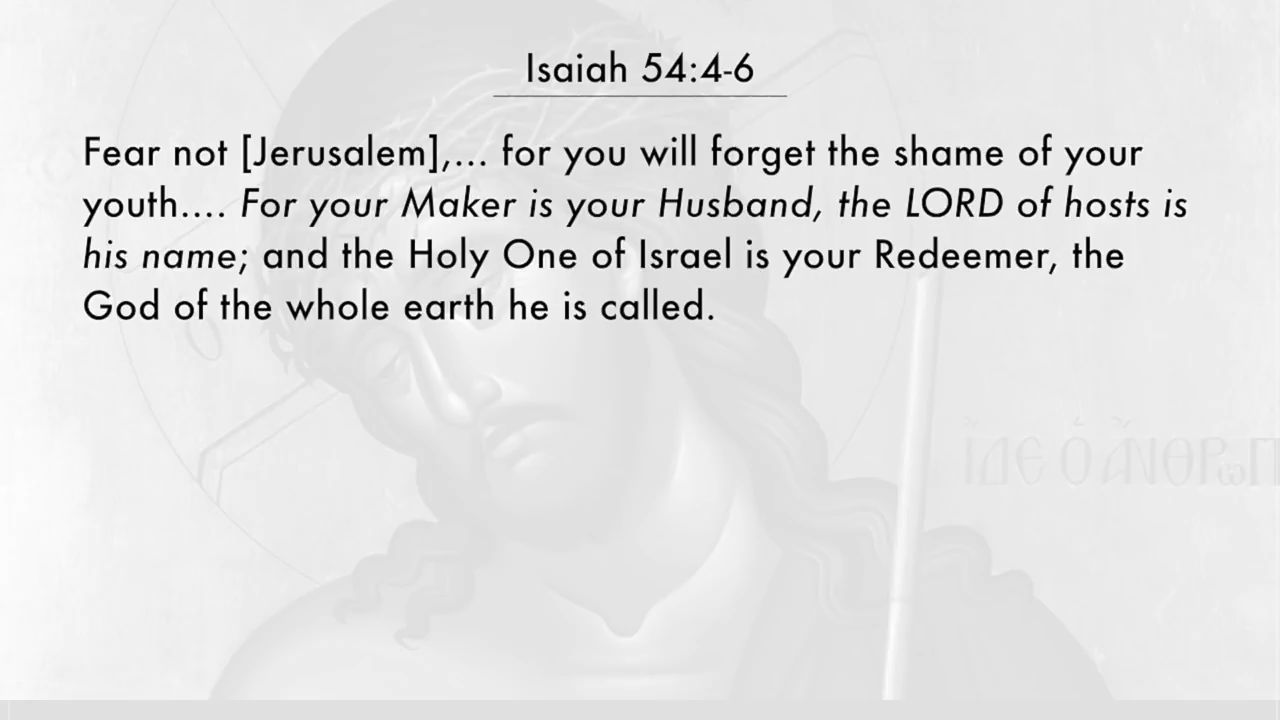 Isaiah 54:4-6
Fear not [Jerusalem],... for you will forget the shame of your
youth.... For your Maker is your Husband, the LORD of hosts is
his name; and the Holy One of Israel is your Redeemer, the
God of the whole earth he is called.
ἼΔΕ Ὁ ἌΝΘΡωΠ